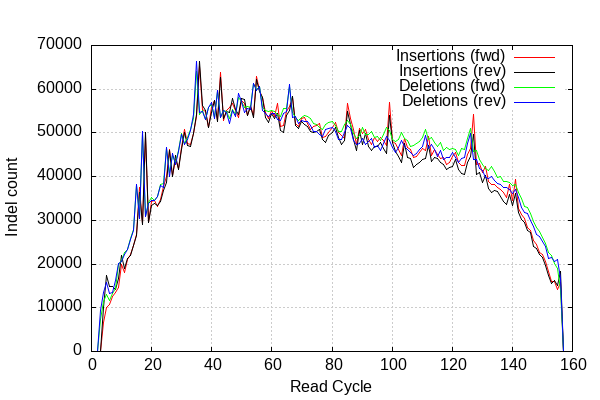 70000
60000
50000
40000
30000
20000
10000
0
Indel count
Insertions (fwd)
Insertions (rev)
Deletions (fwd)
Deletions (rev)
0 20 40 60 80 100 120 140 160
Read Cycle